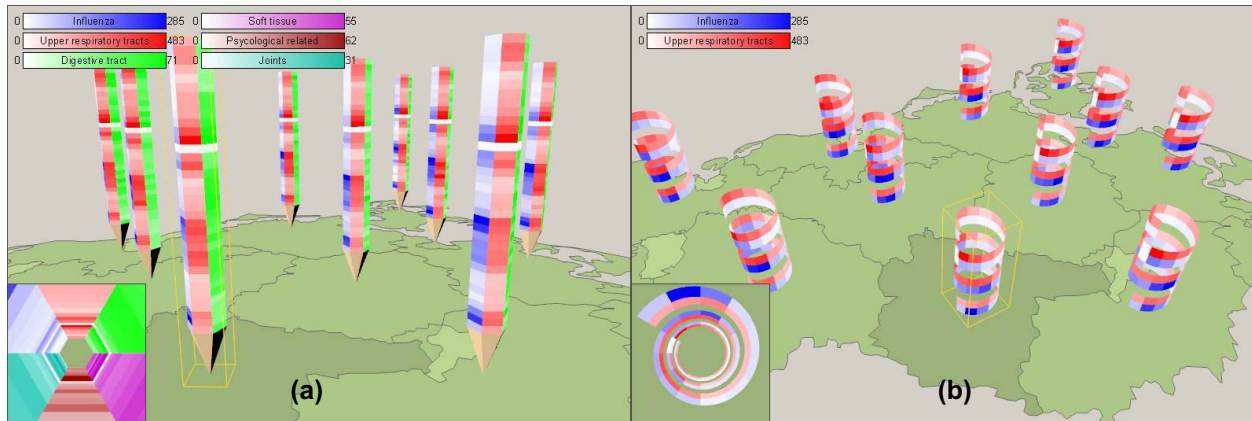 0 Influenza 285 0 Soft tissue 55
0 Upper respiratory tracts 483 0 Psycological related 62
0 Digestive tract 71 0 Joints 31
(a)
0 Influenza 285
0 Upper respiratory tracts 483
(b)